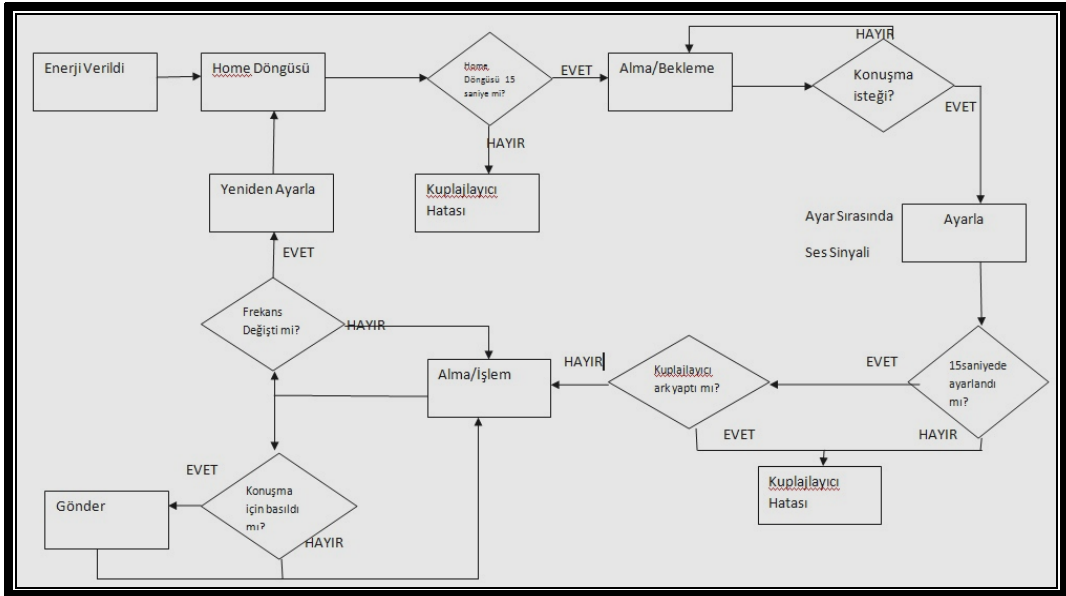 Enerji Verildi
Home Döngüsü
Home
Döngüsü 15
saniye mi?
EVET
HAYIR
Kuplajlayıcı
Hatası
Alma/Bekleme
HAYIR
Konuşma
isteği?
EVET
Ayar Sırasında
Ses Sinyali
Ayarla
15saniyede
ayarlandı
mı?
EVET
HAYIR
Kuplajlayıcı
ark yaptı mı?
HAYIR
EVET
Kuplajlayıcı
Hatası
Alma/İşlem
Frekans
Değişti mi?
HAYIR
EVET
Yeniden Ayarla
Konuşma
için basıldı
mı?
EVET
HAYIR
Gönder